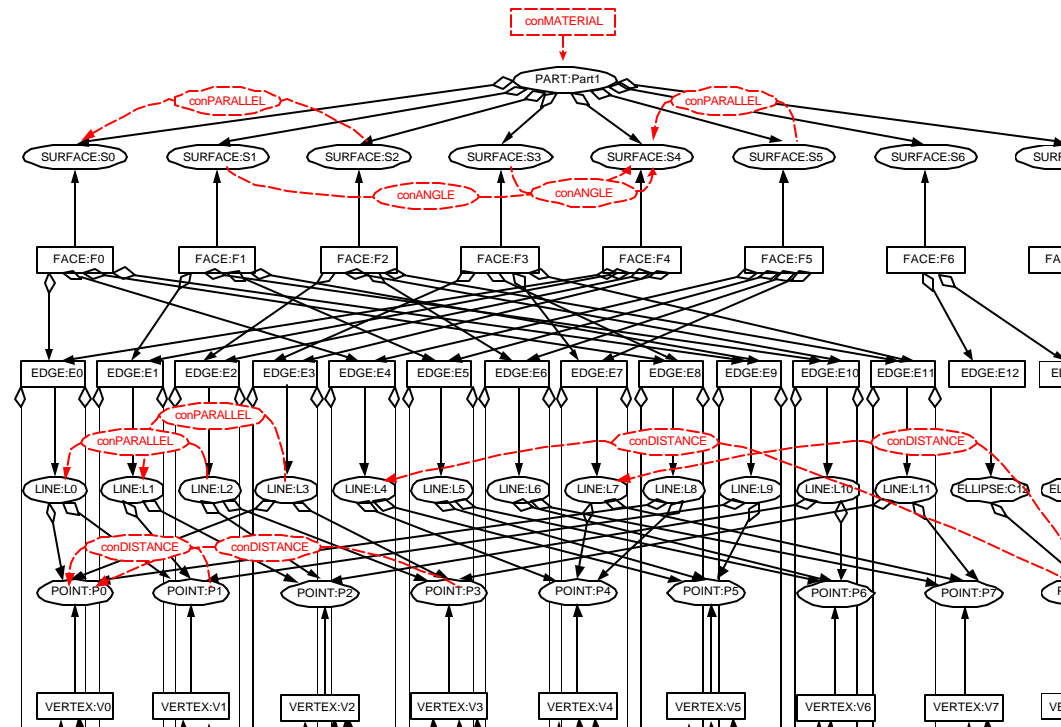 conMATERIAL
PART:Part1
conPARALLEL
conPARALLEL
SURFACE:S0
SURFACE:S1
SURFACE:S2
SURFACE:S3
SURFACE:S4
SURFACE:S5
SURFACE:S6
SURF
conANGLE
conANGLE
FACE:F0
FACE:F1
FACE:F2
FACE:F3
FACE:F4
FACE:F5
FACE:F6
FA
EDGE:E0
EDGE:E1
EDGE:E2
EDGE:E3
EDGE:E4
EDGE:E5
EDGE:E6
EDGE:E7
EDGE:E8
EDGE:E9
EDGE:E10
EDGE:E11
EDGE:E12
conPARALLEL
conPARALLEL
conDISTANCE
conDISTANCE
LINE:L0
LINE:L1
LINE:L2
LINE:L3
LINE:L4
LINE:L5
LINE:L6
LINE:L7
LINE:L8
LINE:L9
LINE:L10
LINE:L11
ELLIPSE:C12
conDISTANCE
conDISTANCE
POINT:P0
POINT:P1
POINT:P2
POINT:P3
POINT:P4
POINT:P5
POINT:P6
POINT:P7
VERTEX:V0
VERTEX:V1
VERTEX:V2
VERTEX:V3
VERTEX:V4
VERTEX:V5
VERTEX:V6
VERTEX:V7
VE